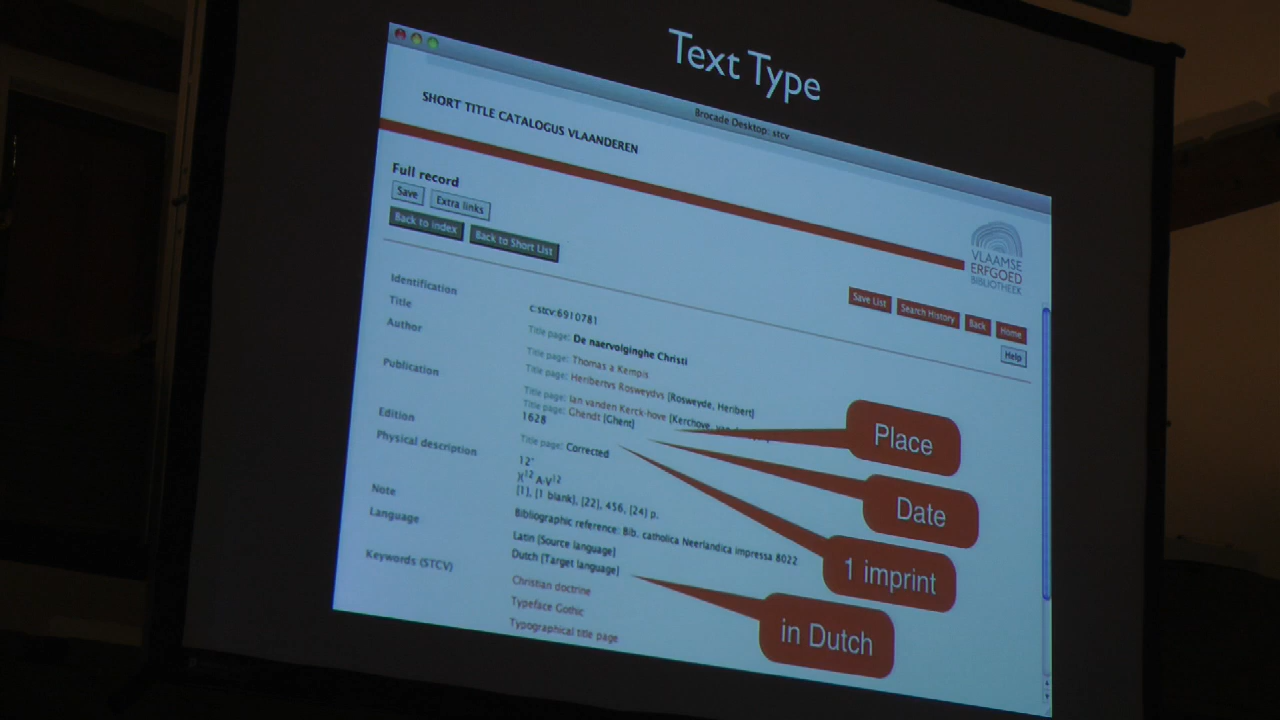 Text Type
Brocade Desktop: stcv
SHORT TITLE CATALOGUS VLAANDEREN
VLAAMSE
ERFGOED
BIBLIOTHEEK
Full record
Save Extra links
Back to index Back to Short List
Save List Search History Back Home
Help
Identification c:stcv:6910781
Title Title page: De naervolginghe Christi
Author Title page: Thomas a Kempis
Title page: Heribertvs Rosweydvs [Rosweyde, Heribert]
Publication Title page: Ian vanden Kerck-hove [Kerchove,
Title page: Ghendt [Ghent]
1628
Edition Title page: Corrected
Physical description 12°
A-V12
[1], [1 blank], [22], 456, [24] p.
Note Bibliographic reference: Bib. catholica Neerlandica impressa 8022
Language Latin [Source language]
Dutch [Target language]
Keywords (STCV) Christian doctrine
Typeface Gothic
Typographical title page
Place
Date
1 imprint
in Dutch